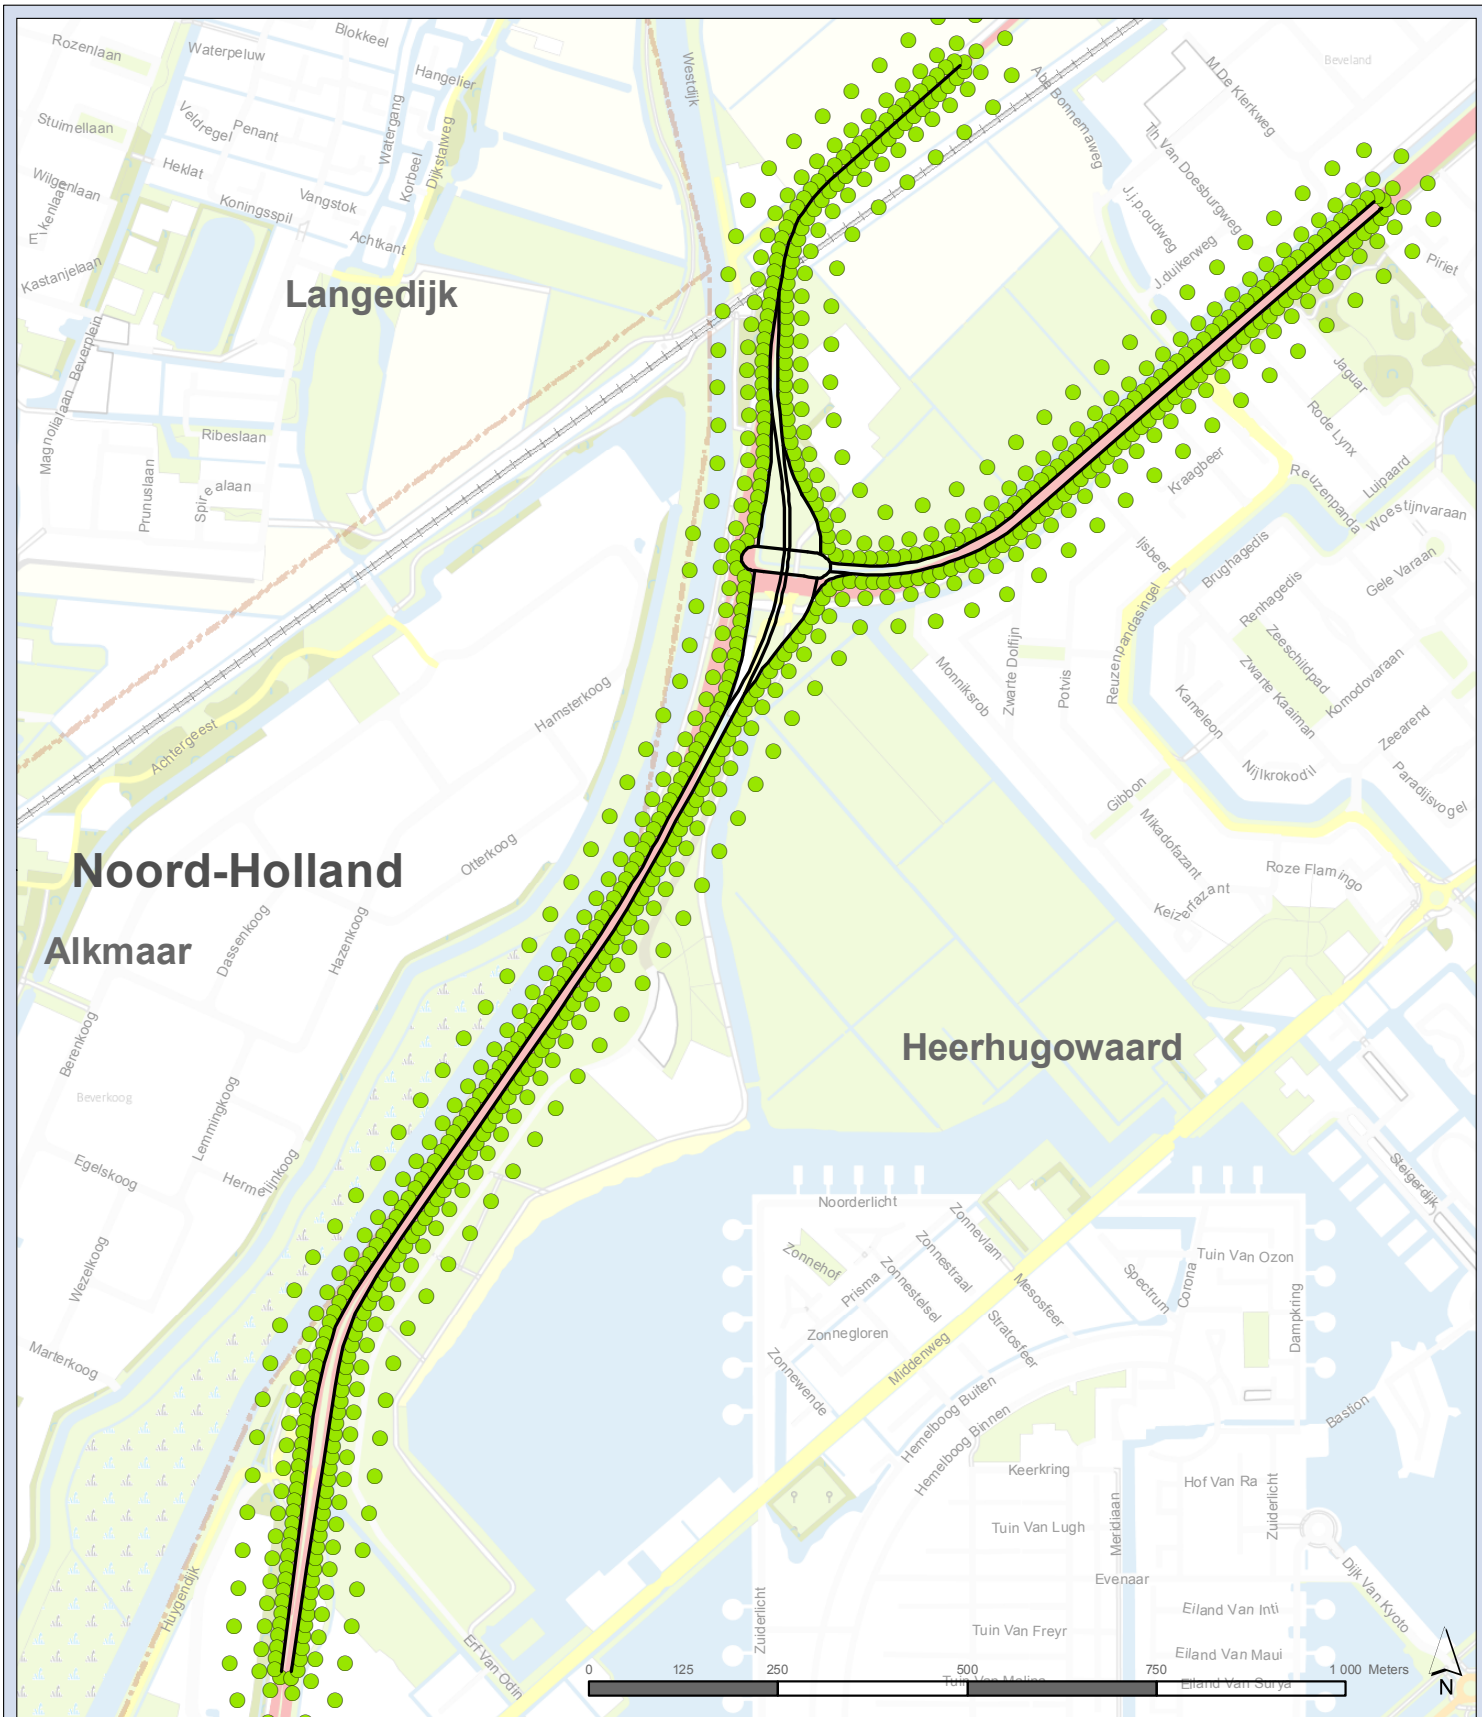 Rozenlaan
Waterpeluw
Blokkeel
Hangelier
Westdijk
Abe Bonnemaweg
M.De Klerkweg
Beveland
Stuimellaan
Veldregel
Penant
Watergang
Korbeel
Dijkstalweg
Th. Van Doesburgweg
Heklat
Wilgenlaan
Eikenlaan
Koningsspil
Vangstok
Achtkant
J.j.p.oudweg
J.duikerweg
Piriet
Kastanjelaan
Langedijk
Beverplein
Magnolialaan
Jaguar
Rode Lynx
Ribeslaan
Prunuslaan
Spirealaan
Kraagbeer
Reuzenpanda
Luipaard
Woestijnvaraan
Ijsbeer
Brughagedis
Gele Varaan
Renhagedis
Reuzenpandasingel
Zeeschildpad
Zwarte Kaaiman
Komodovaraan
Monniksrob
Zwarte Dolfijn
Potvis
Kameleon
Zeearend
Hamsterkoog
Achtergeest
Nijlkrokodil
Paradijsvogel
Gibbon
Mikadofazant
Otterkoog
Noord-Holland
Roze Flamingo
Keizerfazant
Alkmaar
Dassenkoog
Hazenkoog
Heerhugowaard
Berenkoog
Beverkoog
Lemmingkoog
Egelskoog
Hermelijnkoog
Steigerdijk
Noorderlicht
Zonnevlam
Zonnehof
Prisma
Zonnestraal
Zonnestelsel
Mesosfeer
Spectrum
Corona
Tuin Van Ozon
Wezelkoog
Zonnegloren
Stratosfeer
Dampkring
Marterkoog
Zonnewende
Middenweg
Hemelboog Buiten
Hemelboog Binnen
Bastion
Keerkring
Hof Van Ra
Zuiderlicht
Tuin Van Lugh
Meridiaan
Evenaar
Dijk Van Kyoto
Huygendijk
Eiland Van Inti
Zuiderlicht
Tuin Van Freyr
Erf Van Odin
Eiland Van Maui
Tuin Van Meline
Eiland Van Surya
0 125 250 500 750 1 000 Meters
N